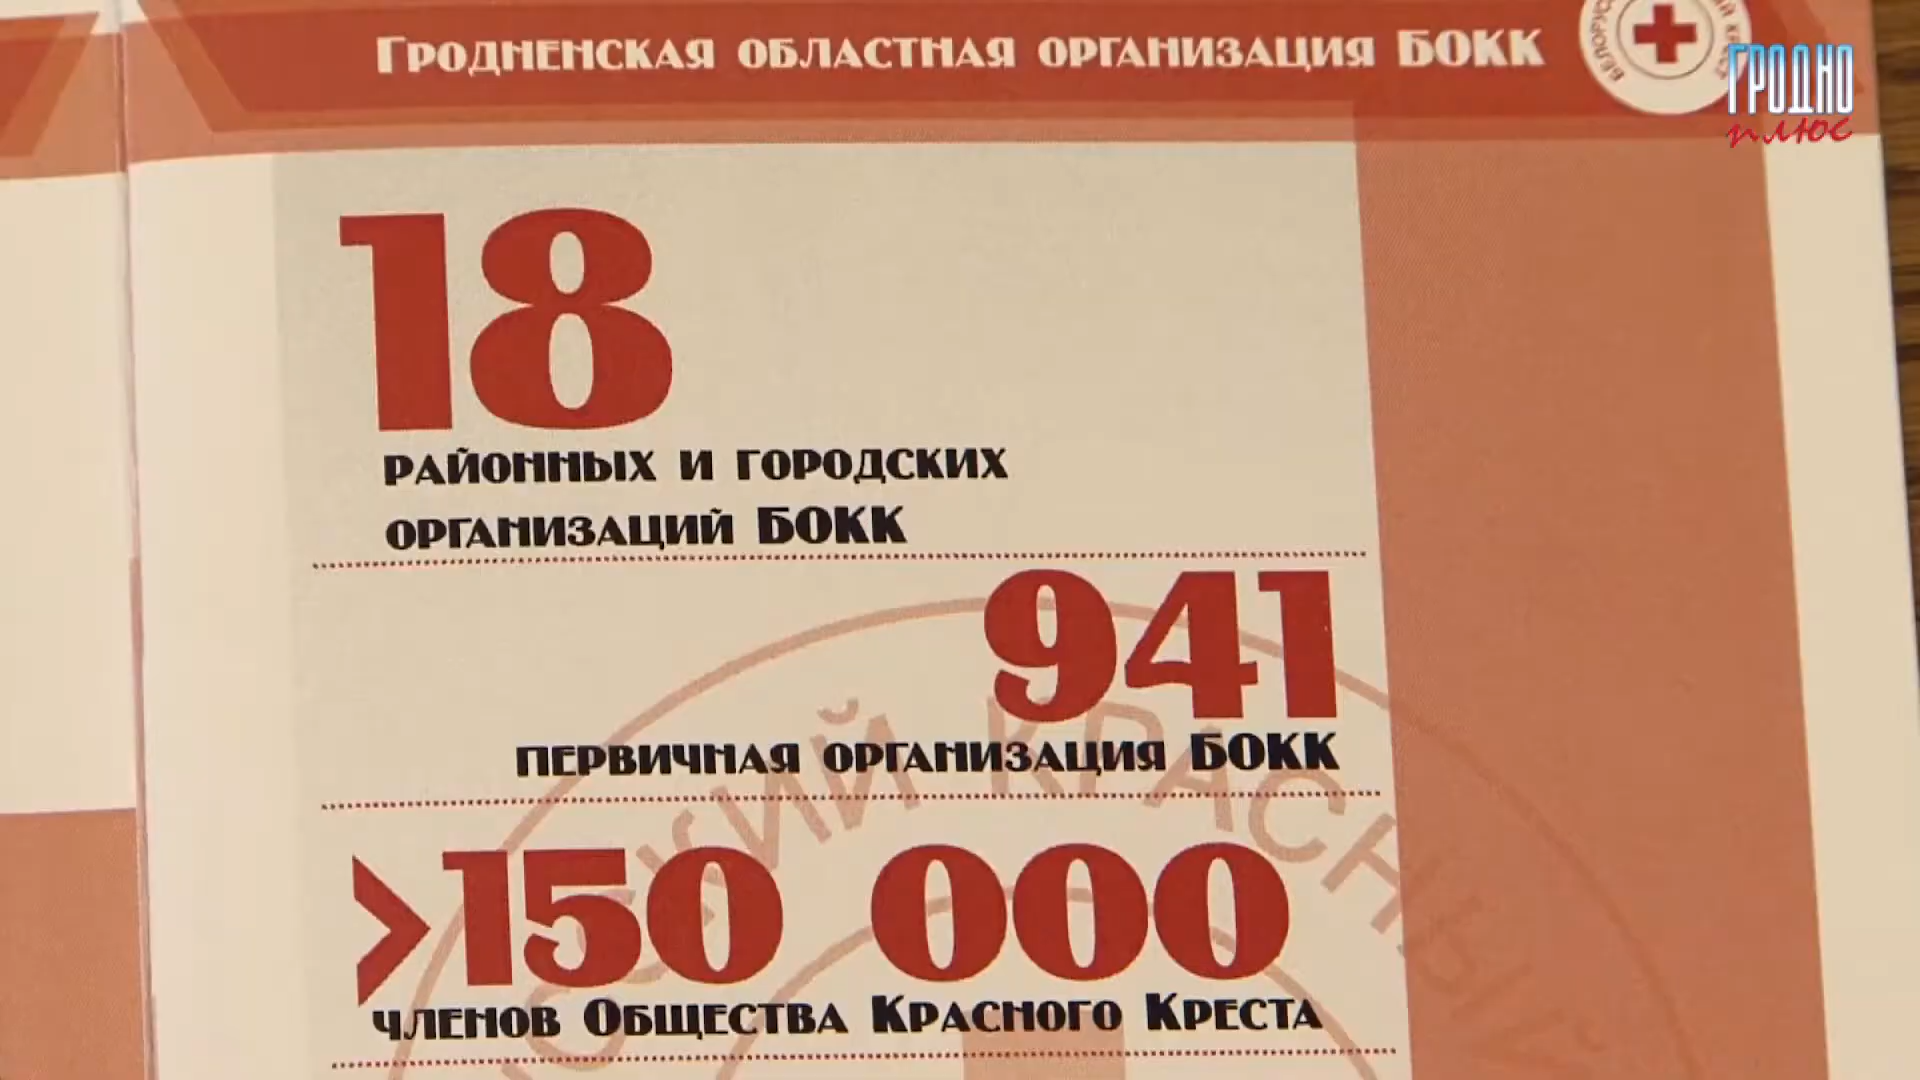 Гродненская областная организация БОКК
ГРОДНО
плюс
18
районных и городских
организаций БОКК
941
первичная организация БОКК
>150 000
членов Общества Красного Креста